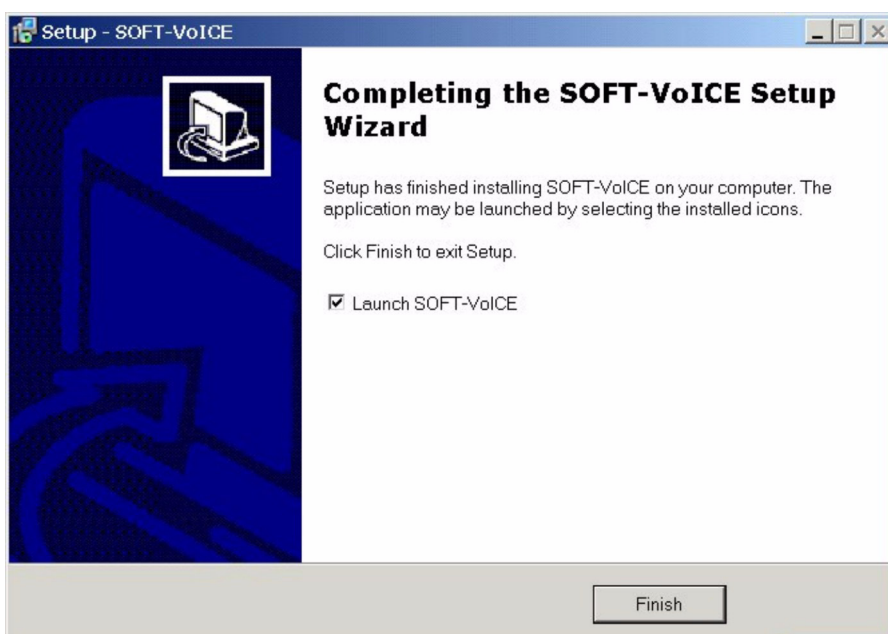 Setup - SOFT-VoICE
Completing the SOFT-VoICE Setup
Wizard
Setup has finished installing SOFT-VoICE on your computer. The
application may be launched by selecting the installed icons.
Click Finish to exit Setup.
Launch SOFT-VoICE
Finish